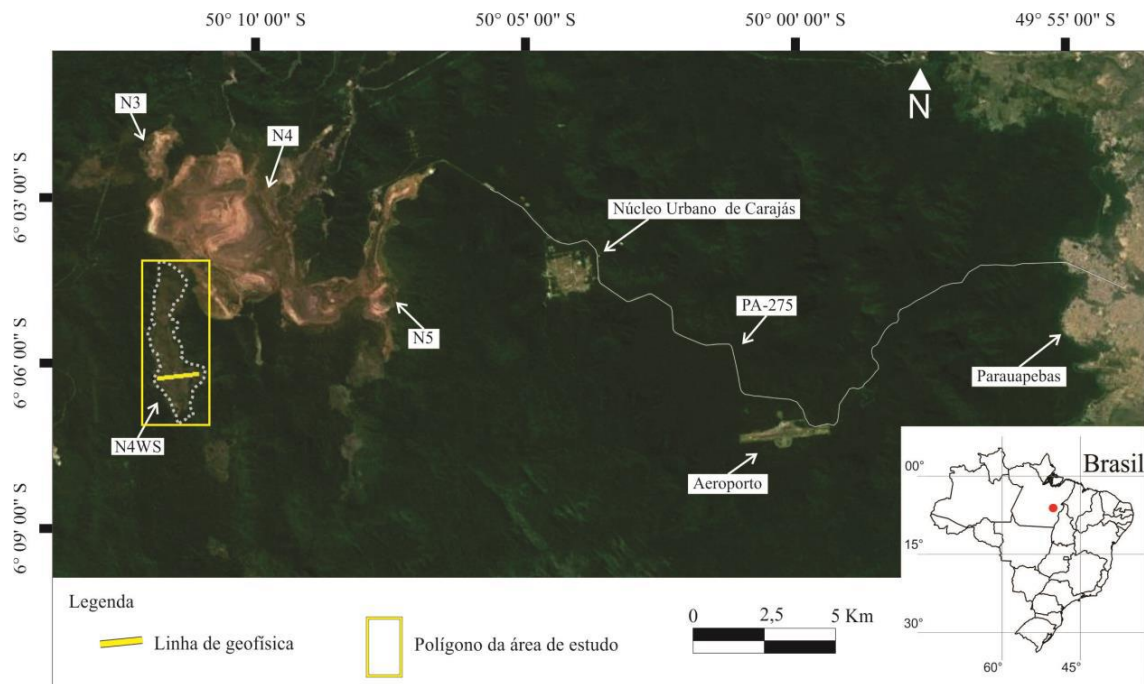 50° 10' 00" S
50° 05' 00" S
50° 00' 00" S
49° 55' 00" S
N3
N4
N
6° 03' 00" S
Núcleo Urbano de Carajás
PA-275
N5
6° 06' 00" S
Parauapebas
N4WS
Aeroporto
Brasil
00°
6° 09' 00" S
15°
30°
60°
45°
Legenda
Linha de geofísica
Polígono da área de estudo
0 2,5 5 Km